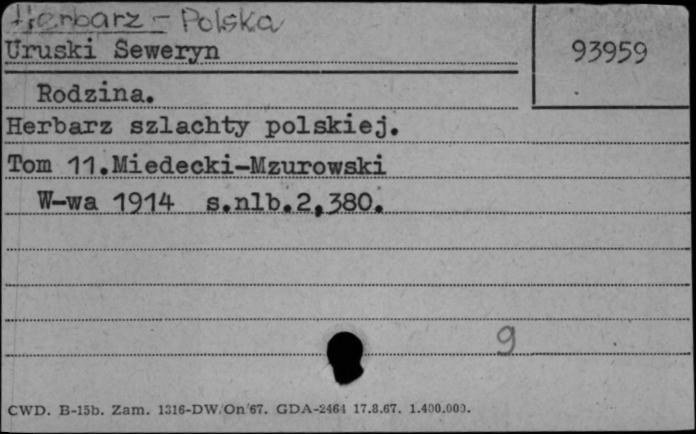 Herbarz - Polska
Uruski Seweryn
93959
Rodzina.
Herbarz szlachty polskiej.
Tom 11.Miedecki-Mzurowski
W-wa 1914 s.nlb.2,380.
9
CWD. B-15b. Zam. 1316-DW/On/67. GDA-2464 17.8.67. 1.400.000.